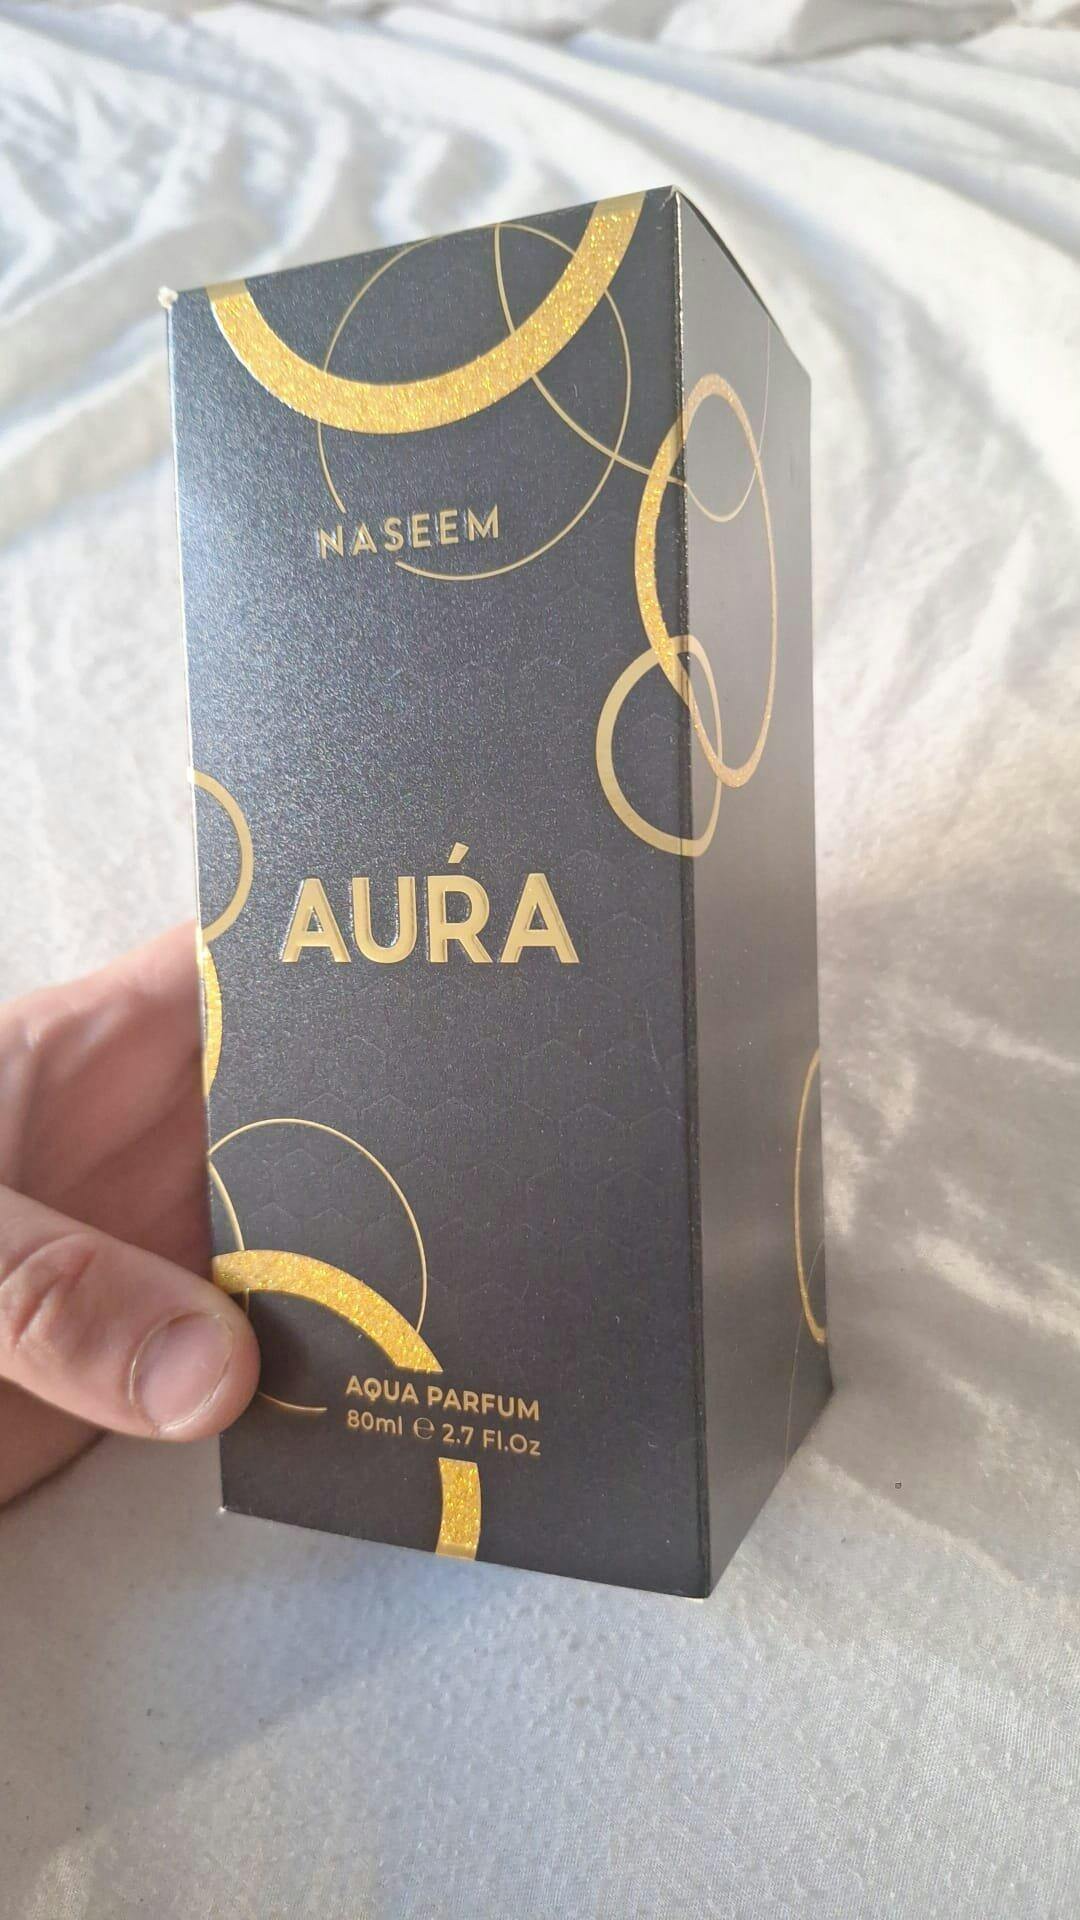 NASEEM
AUŔA
AQUA PARFUM
80ml ℮ 2.7 Fl.Oz